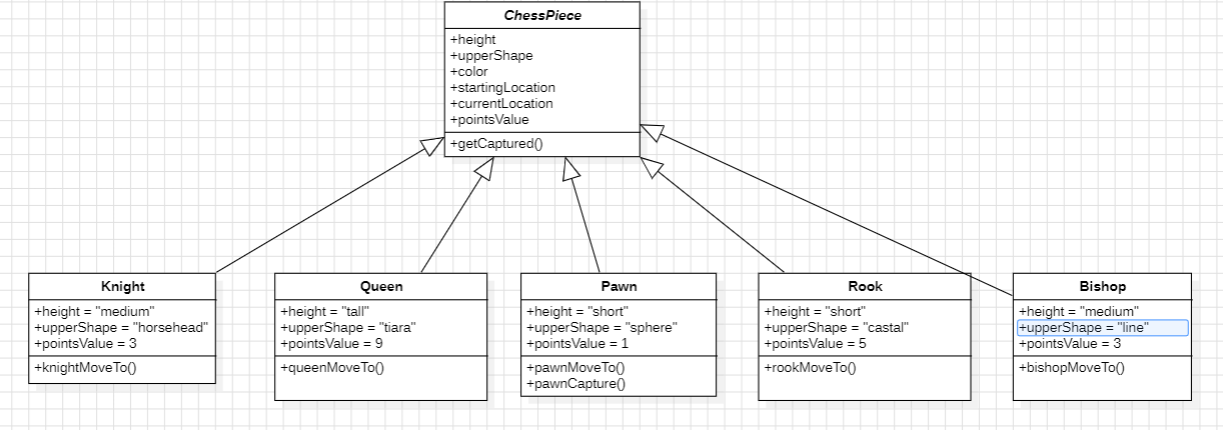 ChessPiece
+height
+upperShape
+color
+startingLocation
+currentLocation
+pointsValue
+getCaptured()
Knight
+height = "medium"
+upperShape = "horsehead"
+pointsValue = 3
+knightMoveTo()
Queen
+height = "tall"
+upperShape = "tiara"
+pointsValue = 9
+queenMoveTo()
Pawn
+height = "short"
+upperShape = "sphere"
+pointsValue = 1
+pawnMoveTo()
+pawnCapture()
Rook
+height = "short"
+upperShape = "castal"
+pointsValue = 5
+rookMoveTo()
Bishop
+height = "medium"
+upperShape = "line"
+pointsValue = 3
+bishopMoveTo()